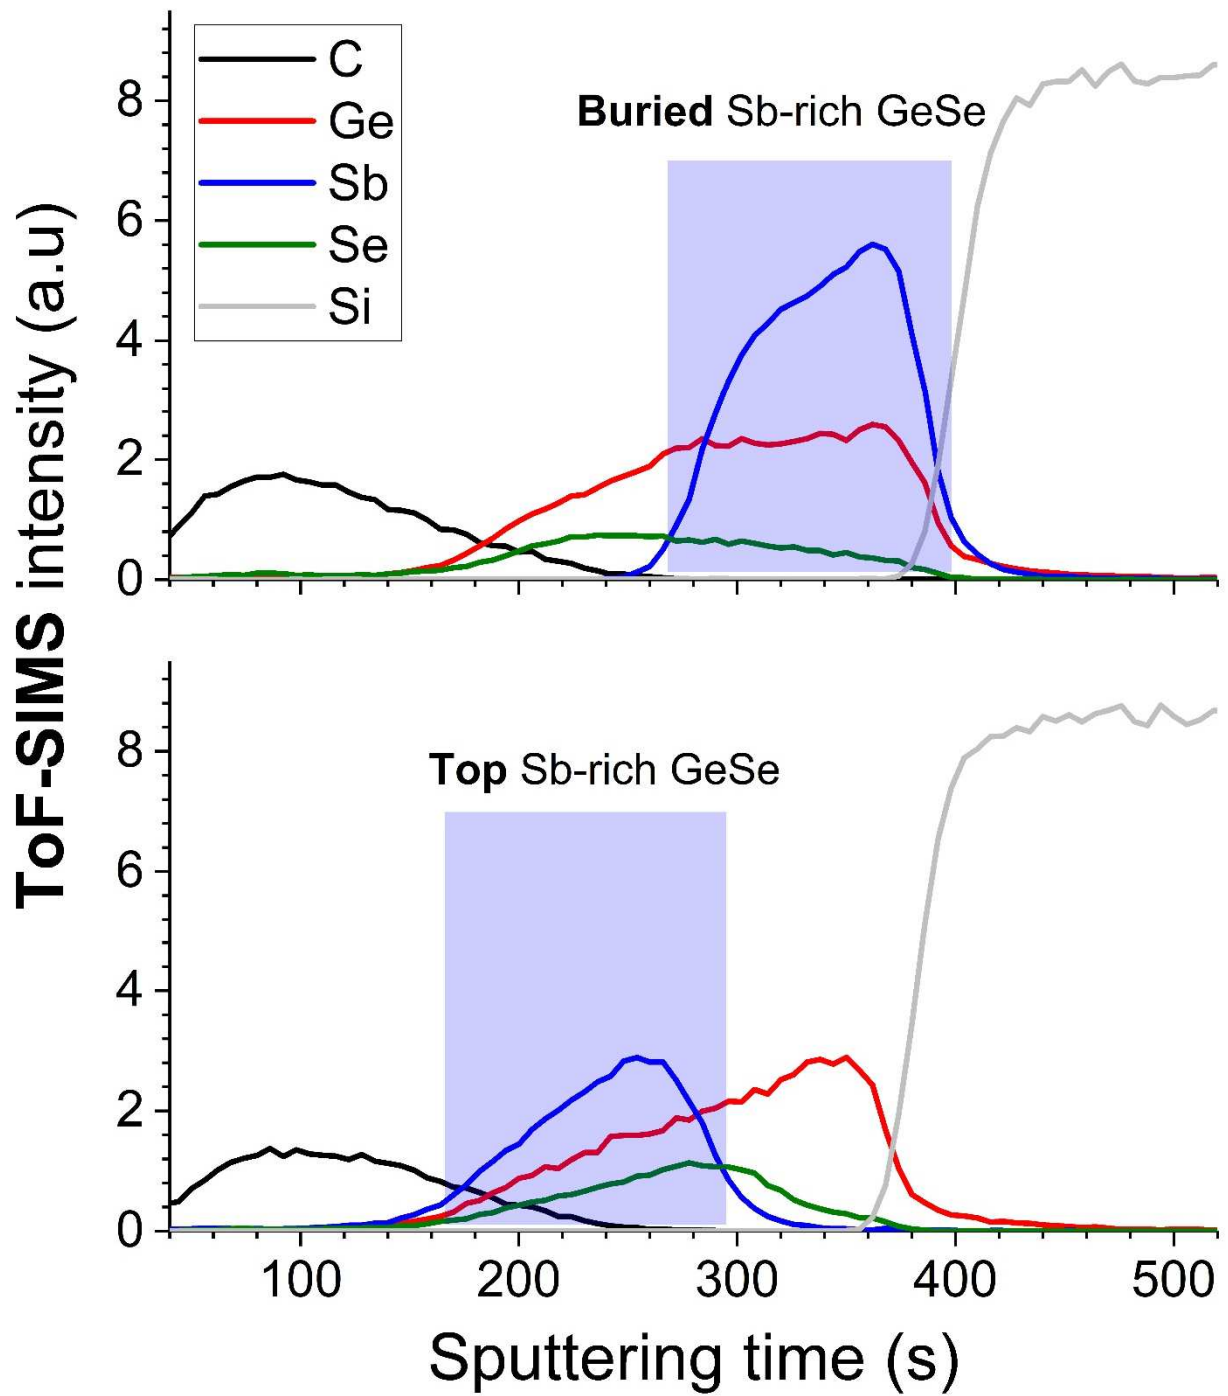 ToF-SIMS intensity (a.u)
C
Ge
Sb
Se
Si
Buried Sb-rich GeSe
8
6
4
2
0
Top Sb-rich GeSe
8
6
4
2
0
100 200 300 400 500
Sputtering time (s)